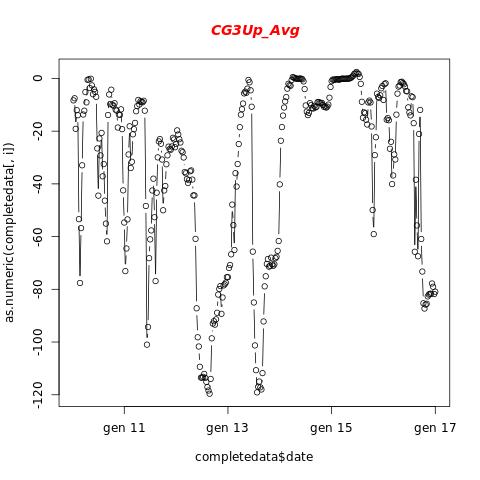 CG3Up_Avg
as.numeric(completedata[, i])
0
-20
-40
-60
-80
-100
-120
gen 11
gen 13
gen 15
gen 17
completedata$date